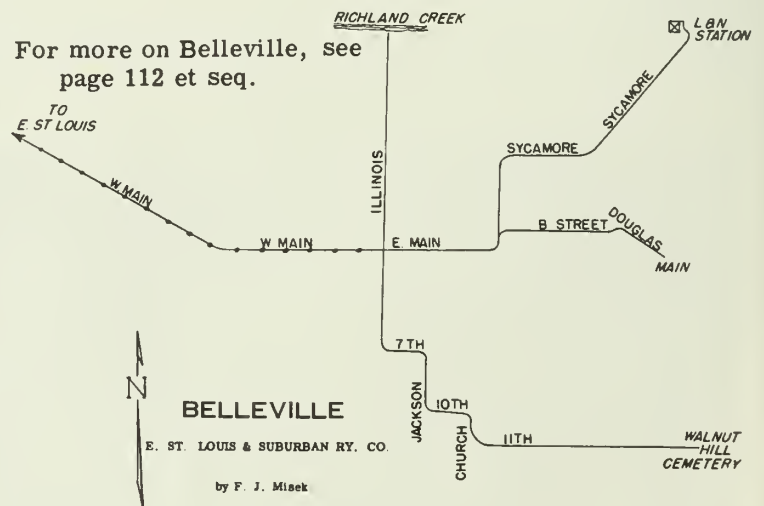 RICHLAND CREEK
L&N
STATION
For more on Belleville, see
page 112 et seq.
TO
E. ST LOUIS
SYCAMORE
SYCAMORE
ILLINOIS
W MAIN
W MAIN
E. MAIN
B STREET
DOUGLAS
MAIN
7TH
JACKSON
10TH
CHURCH
11TH
WALNUT
HILL
CEMETERY
N
BELLEVILLE
E. ST. LOUIS & SUBURBAN RY. CO.
by F. J. Misek